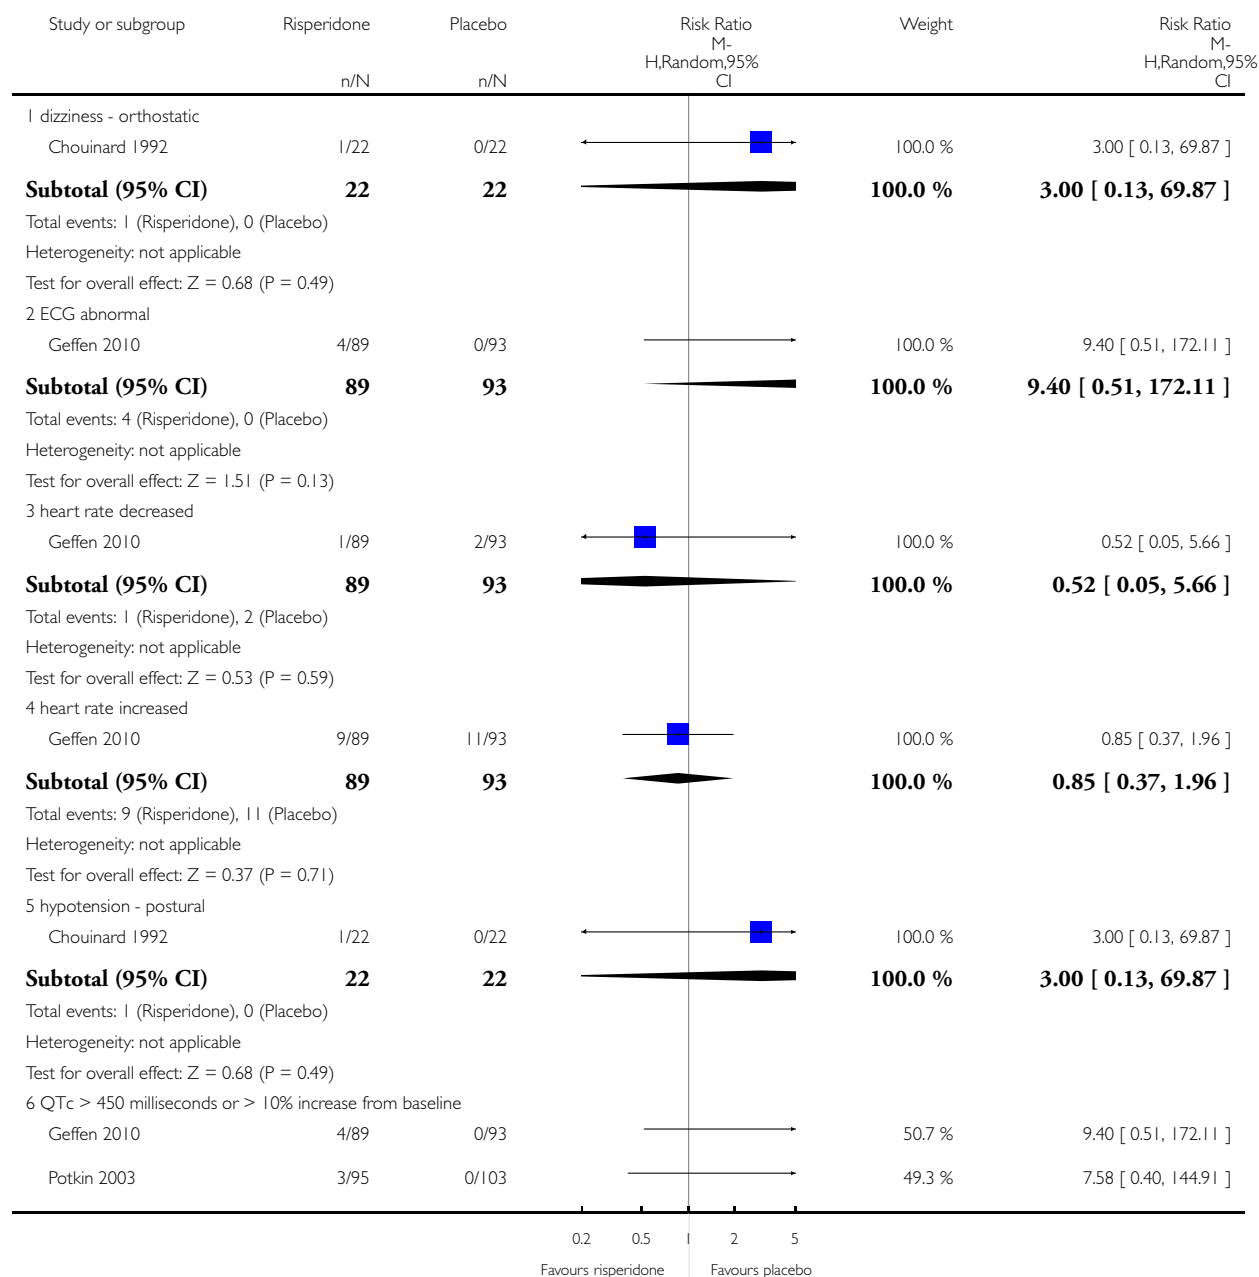 Study or subgroup Risperidone Placebo Risk Ratio Weight Risk Ratio
M- M-
H,Random,95% H,Random,95%
n/N n/N CI CI
1 dizziness - orthostatic
Chouinard 1992 1/22 0/22 100.0 % 3.00 [ 0.13, 69.87 ]
Subtotal (95% CI) 22 22 100.0 % 3.00 [ 0.13, 69.87 ]
Total events: 1 (Risperidone), 0 (Placebo)
Heterogeneity: not applicable
Test for overall effect: Z = 0.68 (P = 0.49)
2 ECG abnormal
Geffen 2010 4/89 0/93 100.0 % 9.40 [ 0.51, 172.11 ]
Subtotal (95% CI) 89 93 100.0 % 9.40 [ 0.51, 172.11 ]
Total events: 4 (Risperidone), 0 (Placebo)
Heterogeneity: not applicable
Test for overall effect: Z = 1.51 (P = 0.13)
3 heart rate decreased
Geffen 2010 1/89 2/93 100.0 % 0.52 [ 0.05, 5.66 ]
Subtotal (95% CI) 89 93 100.0 % 0.52 [ 0.05, 5.66 ]
Total events: 1 (Risperidone), 2 (Placebo)
Heterogeneity: not applicable
Test for overall effect: Z = 0.53 (P = 0.59)
4 heart rate increased
Geffen 2010 9/89 11/93 100.0 % 0.85 [ 0.37, 1.96 ]
Subtotal (95% CI) 89 93 100.0 % 0.85 [ 0.37, 1.96 ]
Total events: 9 (Risperidone), 11 (Placebo)
Heterogeneity: not applicable
Test for overall effect: Z = 0.37 (P = 0.71)
5 hypotension - postural
Chouinard 1992 1/22 0/22 100.0 % 3.00 [ 0.13, 69.87 ]
Subtotal (95% CI) 22 22 100.0 % 3.00 [ 0.13, 69.87 ]
Total events: 1 (Risperidone), 0 (Placebo)
Heterogeneity: not applicable
Test for overall effect: Z = 0.68 (P = 0.49)
6 QTc > 450 milliseconds or > 10% increase from baseline
Geffen 2010 4/89 0/93 50.7 % 9.40 [ 0.51, 172.11 ]
Potkin 2003 3/95 0/103 49.3 % 7.58 [ 0.40, 144.91 ]
0.2 0.5 1 2 5
Favours risperidone Favours placebo